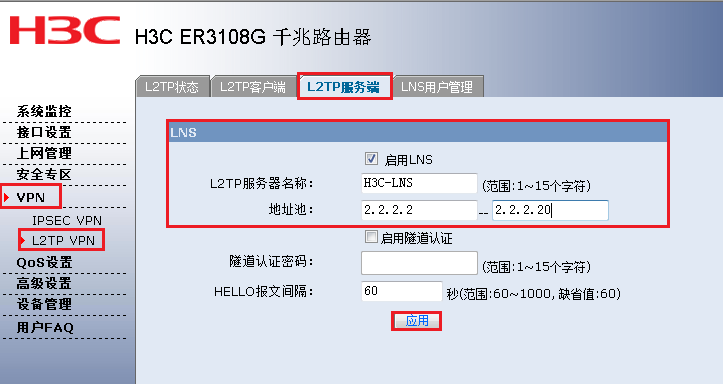 H3C H3C ER3108G 千兆路由器
L2TP状态 L2TP客户端 L2TP服务端 LNS用户管理
系统监控
接口设置
上网管理
安全专区
VPN
IPSEC VPN
L2TP VPN
QoS设置
高级设置
设备管理
用户FAQ
LNS
启用LNS
L2TP服务器名称: H3C-LNS (范围:1~15个字符)
地址池: 2.2.2.2 -- 2.2.2.20
启用隧道认证
隧道认证密码: (范围:1~15个字符)
HELLO报文间隔: 60 秒(范围:60~1000, 缺省值:60)
应用